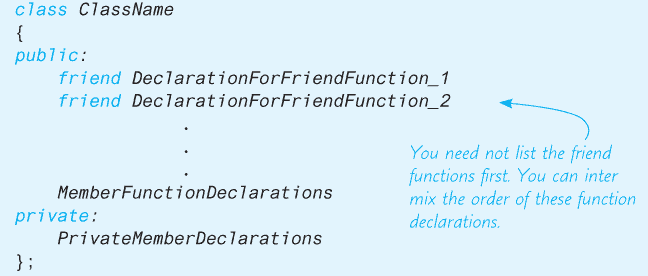 class ClassName
{
public:
friend DeclarationForFriendFunction_1
friend DeclarationForFriendFunction_2
.
.
.
You need not list the friend
functions first. You can inter
mix the order of these function
declarations.
MemberFunctionDeclarations
private:
PrivateMemberDeclarations
};